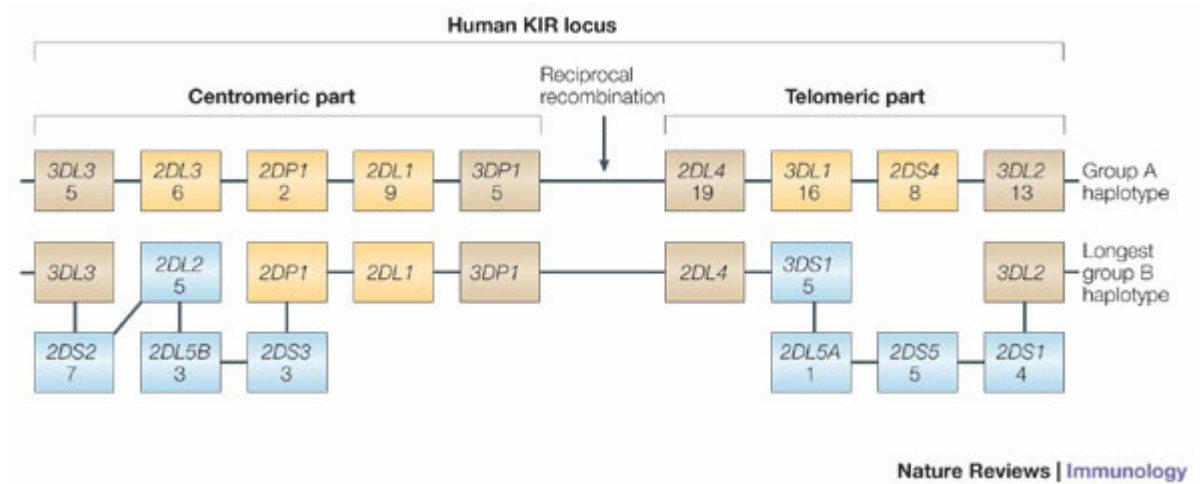 Human KIR locus
Reciprocal
recombination
Centromeric part
Telomeric part
3DL3 2DL3 2DP1 2DL1 3DP1 2DL4 3DL1 2DS4 3DL2
5 6 2 9 5 19 16 8 13
Group A
haplotype
3DL3 2DL2 2DP1 2DL1 3DP1 2DL4 3DS1 3DL2
5 5
Longest
group B
haplotype
2DS2 2DL5B 2DS3 2DL5A 2DS5 2DS1
7 3 3 1 5 4
Nature Reviews | Immunology